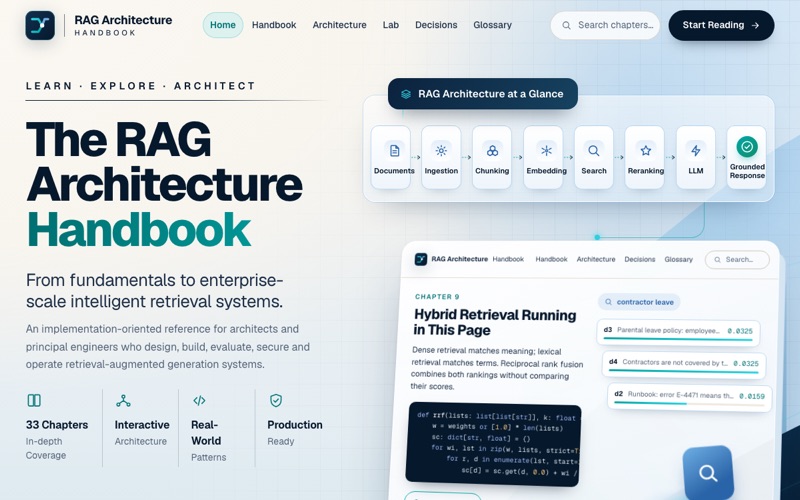 RAG Architecture
HANDBOOK
Home
Handbook
Architecture
Lab
Decisions
Glossary
Search chapters...
Start Reading →
LEARN · EXPLORE · ARCHITECT
The RAG
Architecture
Handbook
From fundamentals to enterprise-
scale intelligent retrieval systems.
An implementation-oriented reference for architects and
principal engineers who design, build, evaluate, secure and
operate retrieval-augmented generation systems.
33 Chapters
In-depth
Coverage
Interactive
Architecture
Real-
World
Patterns
Production
Ready
RAG Architecture at a Glance
Documents
Ingestion
Chunking
Embedding
Search
Reranking
LLM
Grounded
Response
RAG Architecture Handbook
Handbook
Architecture
Decisions
Glossary
Search...
CHAPTER 9
Hybrid Retrieval Running
in This Page
Dense retrieval matches meaning; lexical
retrieval matches terms. Reciprocal rank fusion
combines both rankings without comparing
their scores.
def rrf(lists: list[list[str]], k: float
w = weights or [1.0] * len(lists)
sc: dict[str, float] = {}
for wi, lst in zip(w, lists, strict=T
for r, d in enumerate(lst, start=
sc[d] = sc.get(d, 0.0) + wi /
contractor leave
d3 Parental leave policy: employee... 0.0325
d4 Contractors are not covered by t... 0.0325
d2 Runbook: error E-4471 means th... 0.0159